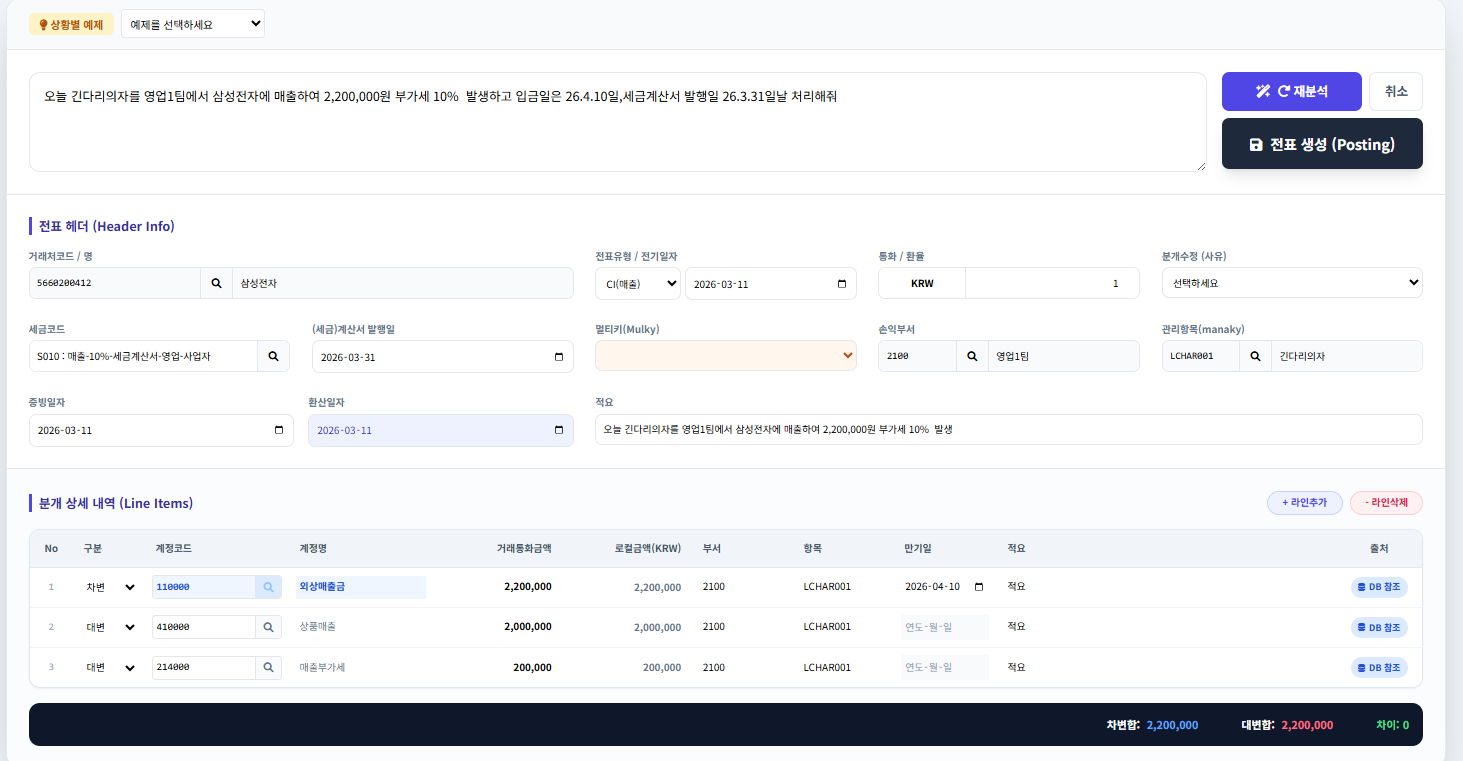 상황별 예제 예제를 선택하세요
오늘 긴다리의자를 영업1팀에서 삼성전자에 매출하여 2,200,000원 부가세 10%  발생하고 입금일은 26.4.10일,세금계산서 발행일 26.3.31일날 처리해줘
재분석 취소
전표 생성 (Posting)
전표 헤더 (Header Info)
거래처코드 / 명 전표유형 / 전기일자 통화 / 환율 분개수정 (사유)
5660200412 삼성전자 CI(매출) 2026-03-11 KRW 1 선택하세요
세금코드 (세금)계산서 발행일 멀티키(Mulky) 손익부서 관리항목(manaky)
S010 : 매출-10%-세금계산서-영업-사업자 2026-03-31 2100 영업1팀 LCHAR001 긴다리의자
증빙일자 환산일자 적요
2026-03-11 2026-03-11 오늘 긴다리의자를 영업1팀에서 삼성전자에 매출하여 2,200,000원 부가세 10%  발생
분개 상세 내역 (Line Items) + 라인추가 - 라인삭제
No 구분 계정코드 계정명 거래통화금액 로컬금액(KRW) 부서 항목 만기일 적요 출처
1 차변 110000 외상매출금 2,200,000 2,200,000 2100 LCHAR001 2026-04-10 적요 DB 참조
2 대변 410000 상품매출 2,000,000 2,000,000 2100 LCHAR001 연도-월-일 적요 DB 참조
3 대변 214000 매출부가세 200,000 200,000 2100 LCHAR001 연도-월-일 적요 DB 참조
차변합: 2,200,000 대변합: 2,200,000 차이: 0